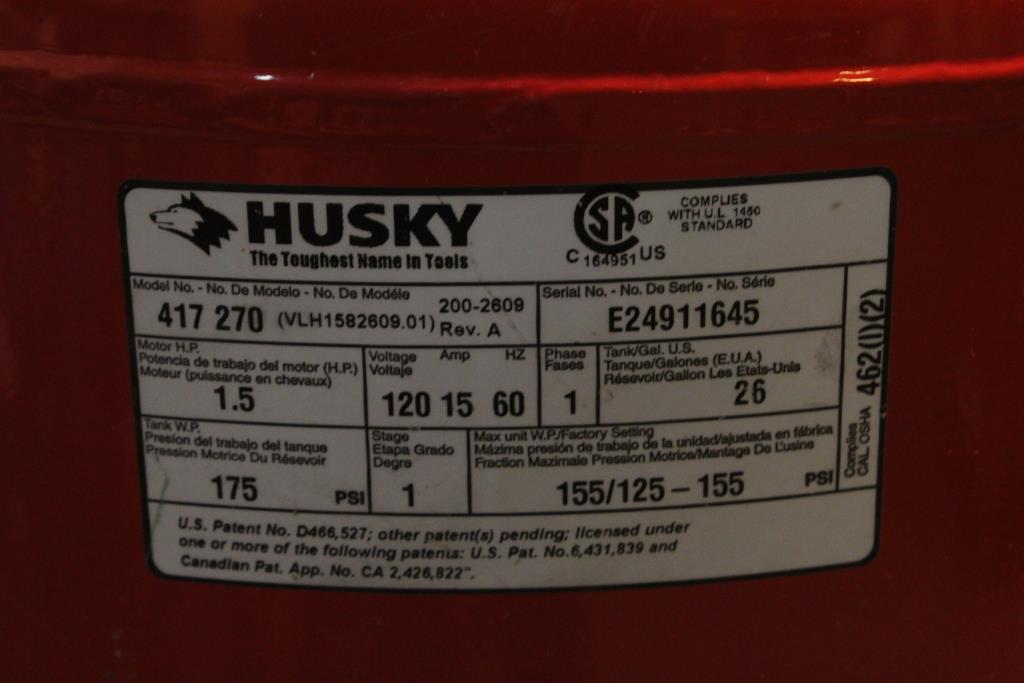 HUSKY
The Toughest Name In Tools
CSA ®
C 164951 US
COMPLIES
WITH U.L 1450
STANDARD
Model No. - No. De Modelo - No. De Modéle
417 270 (VLH1582609.01) 200-2609
Rev. A
Serial No. - No. De Serie - No. Série
E24911645
Motor H.P.
Potencia de trabajo del motor (H.P.)
Moteur (puissance en chevaux)
1.5
Voltage Amp HZ
Voltaje
120 15 60
Phase
Fases
1
Tank/Gal. U.S.
Tanque/Galones (E.U.A.)
Résevoir/Gallon Les Etats-Unis
26
Tank W.P.
Presion del trabajo del tanque
Pression Motrice Du Résevoir
175 PSI
Stage
Etapa Grado
Degre
1
Max unit W.P./Factory Setting
Mázima presión de trabajo de la unidad/ajustada en fábrica
Fraction Mazimale Pression Motrice/Mantage De L'usine
155/125 – 155 PSI
Complies
CAL OSHA 462(l)(2)
U.S. Patent No. D466,527; other patent(s) pending; licensed under
one or more of the following patents: U.S. Pat. No.6,431,839 and
Canadian Pat. App. No. CA 2,426,822".